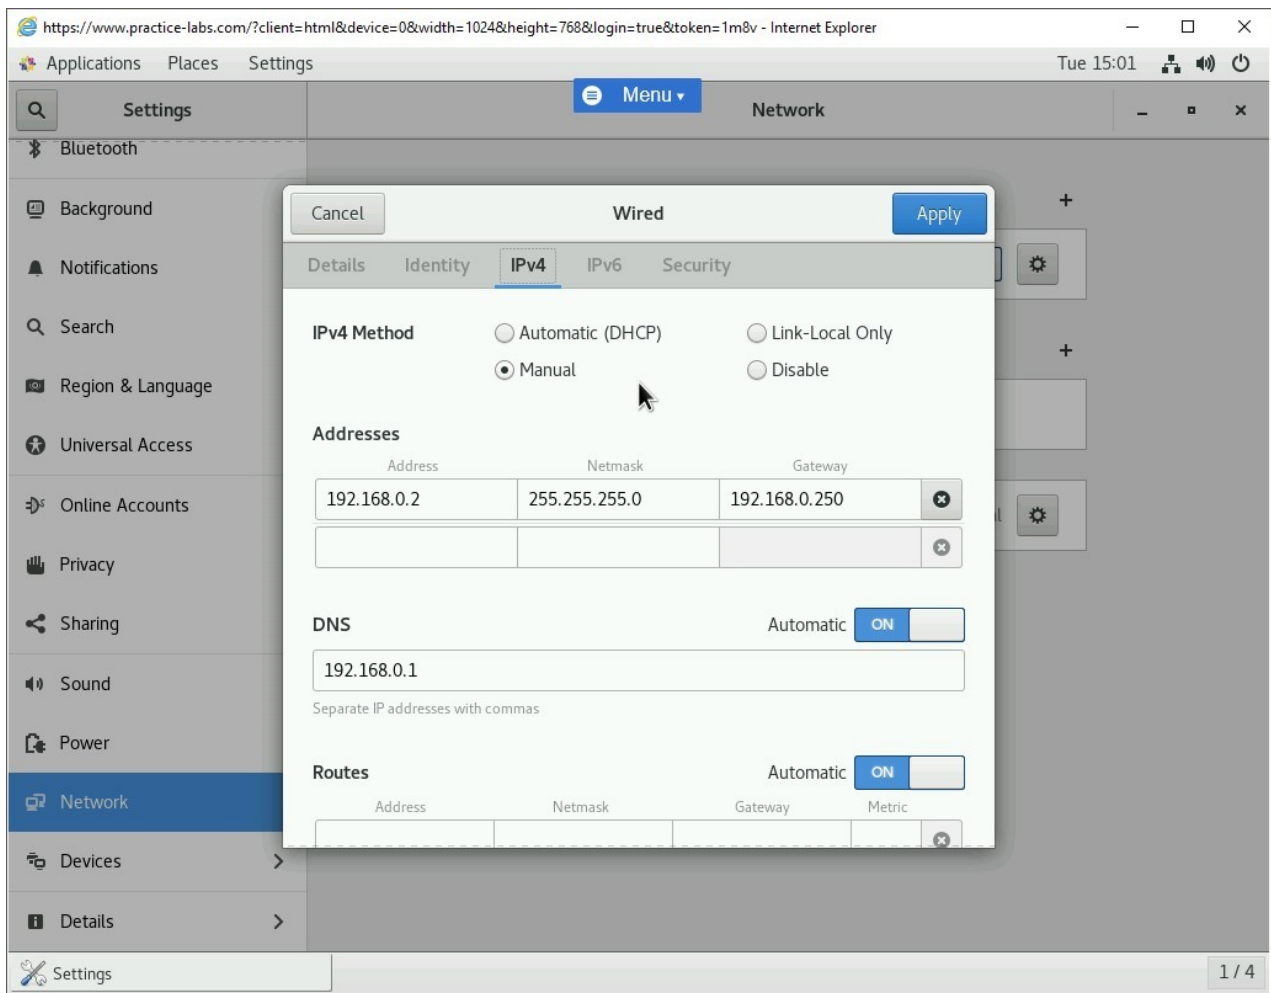 https://www.practice-labs.com/?client=html&device=0&width=1024&height=768&login=true&token=1m8v - Internet Explorer
Applications Places Settings Tue 15:01
Menu
Settings Network
Bluetooth
Background
Notifications
Search
Region & Language
Universal Access
Online Accounts
Privacy
Sharing
Sound
Power
Network
Devices
Details
Cancel Wired Apply
Details Identity IPv4 IPv6 Security
IPv4 Method Automatic (DHCP) Link-Local Only
Manual Disable
Addresses
Address Netmask Gateway
192.168.0.2 255.255.255.0 192.168.0.250
DNS Automatic ON
192.168.0.1
Separate IP addresses with commas
Routes Automatic ON
Address Netmask Gateway Metric
Settings 1 / 4